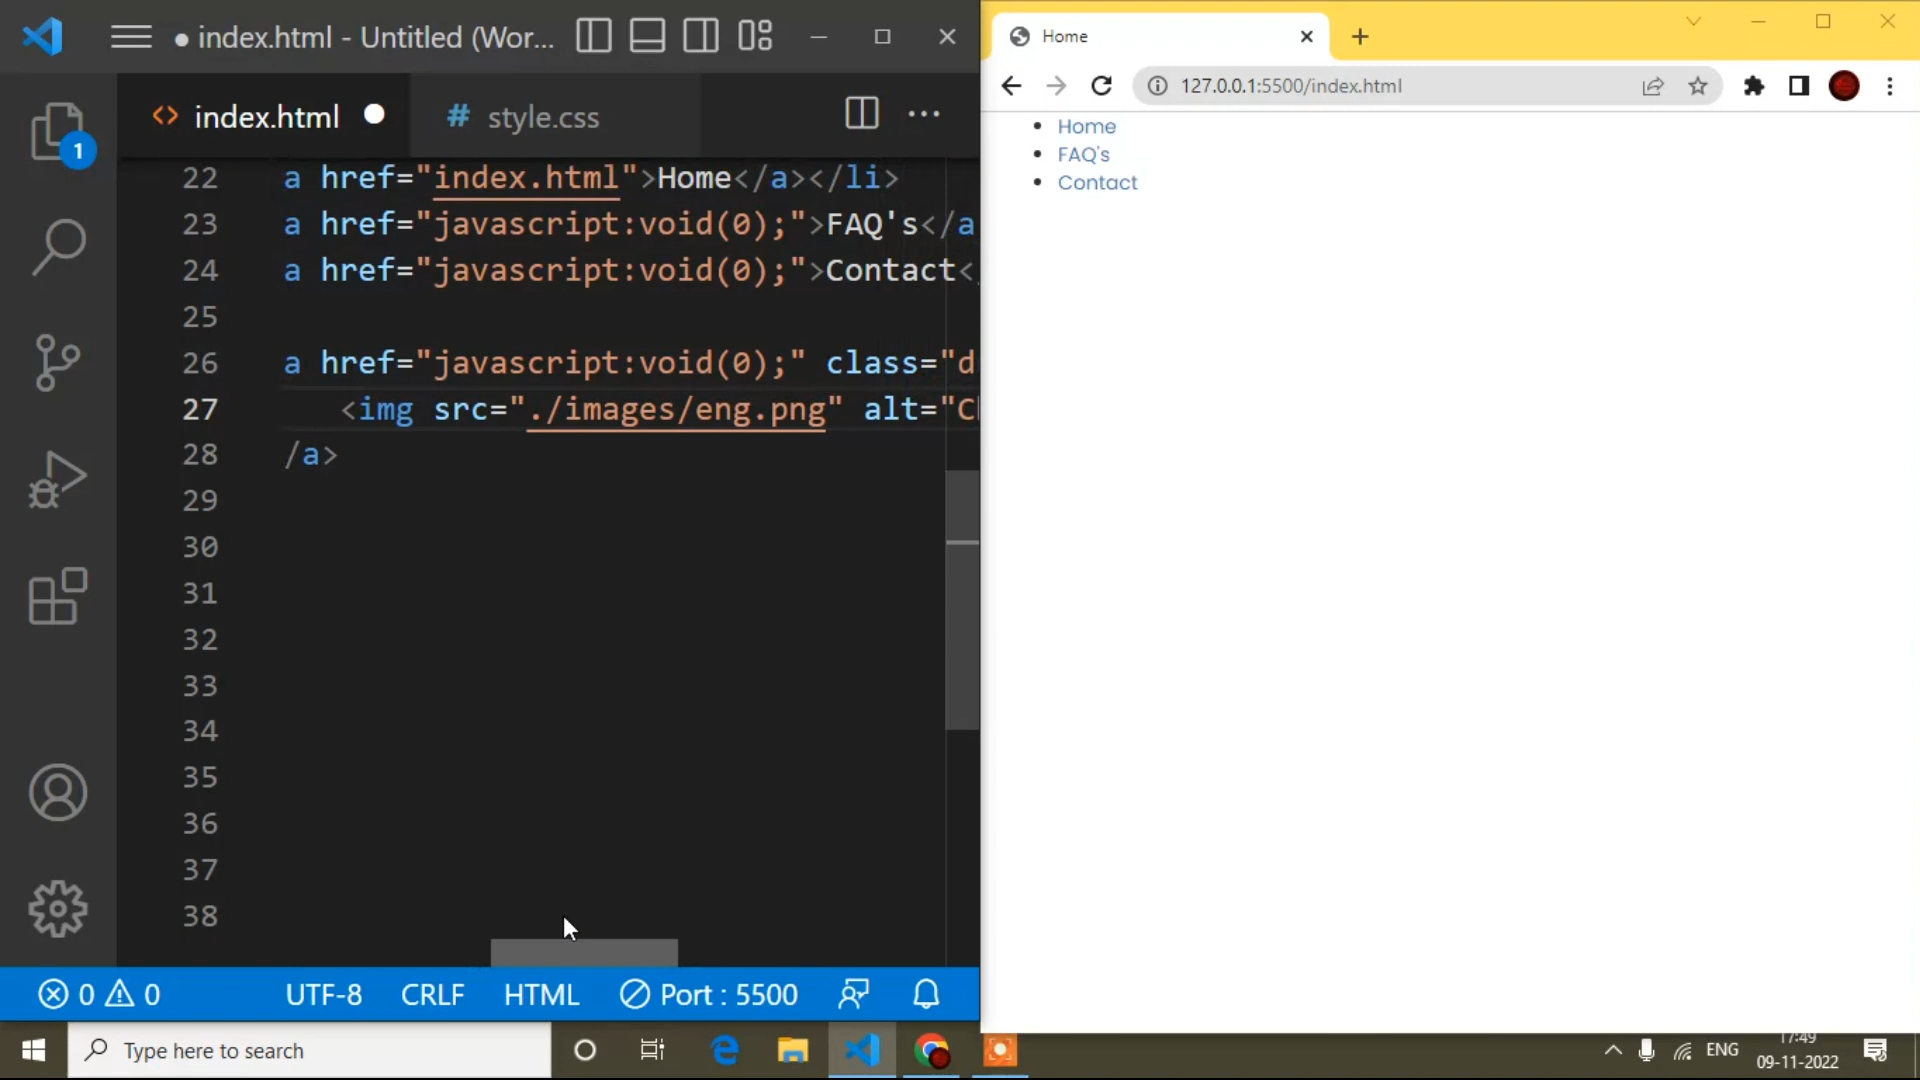 ● index.html - Untitled (Wor...
<> index.html ●
# style.css
1
22 a href="index.html">Home</a></li>
23 a href="javascript:void(0);">FAQ's</a
24 a href="javascript:void(0);">Contact<
25
26 a href="javascript:void(0);" class="d
27 <img src="./images/eng.png" alt="C
28 /a>
29
30
31
32
33
34
35
36
37
38
0 0 UTF-8 CRLF HTML Port : 5500
Home
127.0.0.1:5500/index.html
• Home
• FAQ's
• Contact
Type here to search
ENG
17:49
09-11-2022